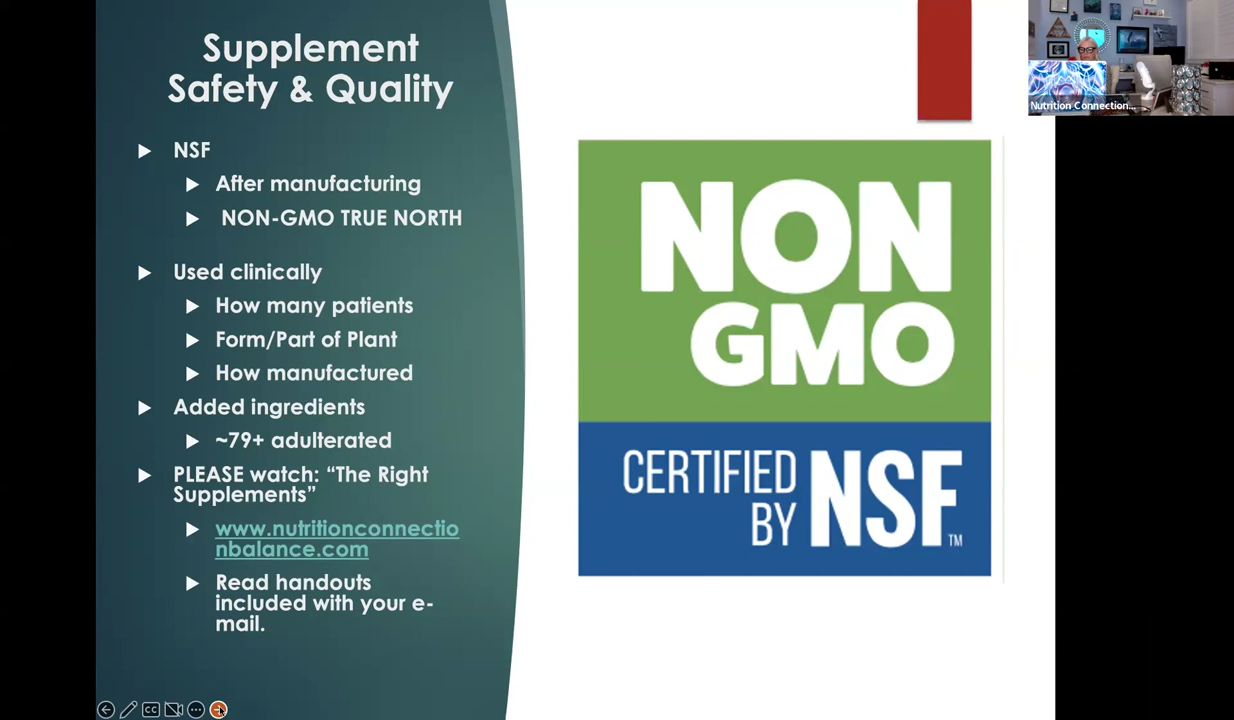 Supplement
Safety & Quality
NSF
After manufacturing
NON-GMO TRUE NORTH
Used clinically
How many patients
Form/Part of Plant
How manufactured
Added ingredients
~79+ adulterated
PLEASE watch: “The Right
Supplements”
www.nutritionconnectio
nbalance.com
Read handouts
included with your e-
mail.
NON
GMO
CERTIFIED
BY NSF™
Nutrition Connection...
CC